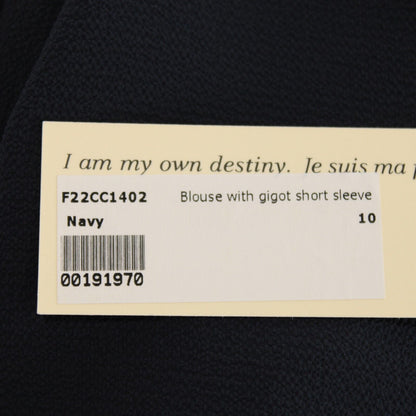 I am my own destiny. Je suis ma
F22CC1402 Blouse with gigot short sleeve
Navy 10
00191970